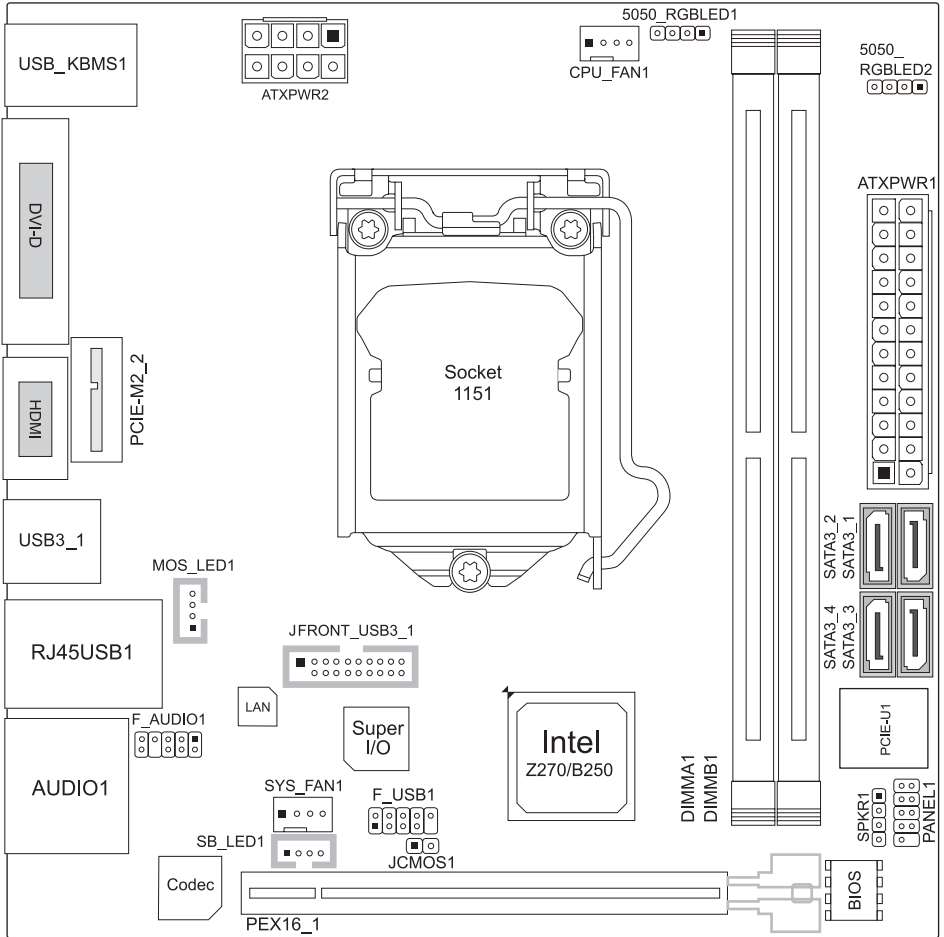 5050_RGBLED1
USB_KBMS1
ATXPWR2
CPU_FAN1
5050_
RGBLED2
DVI-D
ATXPWR1
HDMI
PCIE-M2_2
Socket
1151
USB3_1
MOS_LED1
SATA3_2
SATA3_1
RJ45USB1
JFRONT_USB3_1
SATA3_4
SATA3_3
LAN
F_AUDIO1
Super
I/O
Intel
Z270/B250
PCIE-U1
DIMMA1
DIMMB1
AUDIO1
SYS_FAN1
F_USB1
SPKR1
PANEL1
SB_LED1
JCMOS1
Codec
BIOS
PEX16_1